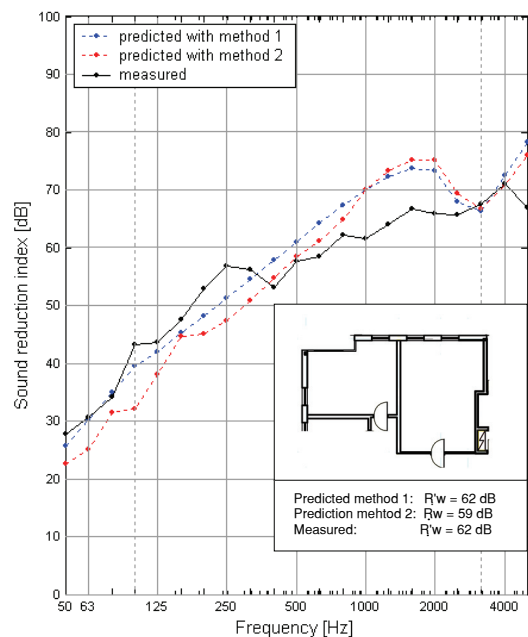 predicted with method 1
predicted with method 2
measured
100
90
80
70
60
50
40
30
20
10
0
Sound reduction index [dB]
50 63 125 250 500 1000 2000 4000
Frequency [Hz]
Predicted method 1: R'w = 62 dB
Prediction mehtod 2: R'w = 59 dB
Measured: R'w = 62 dB